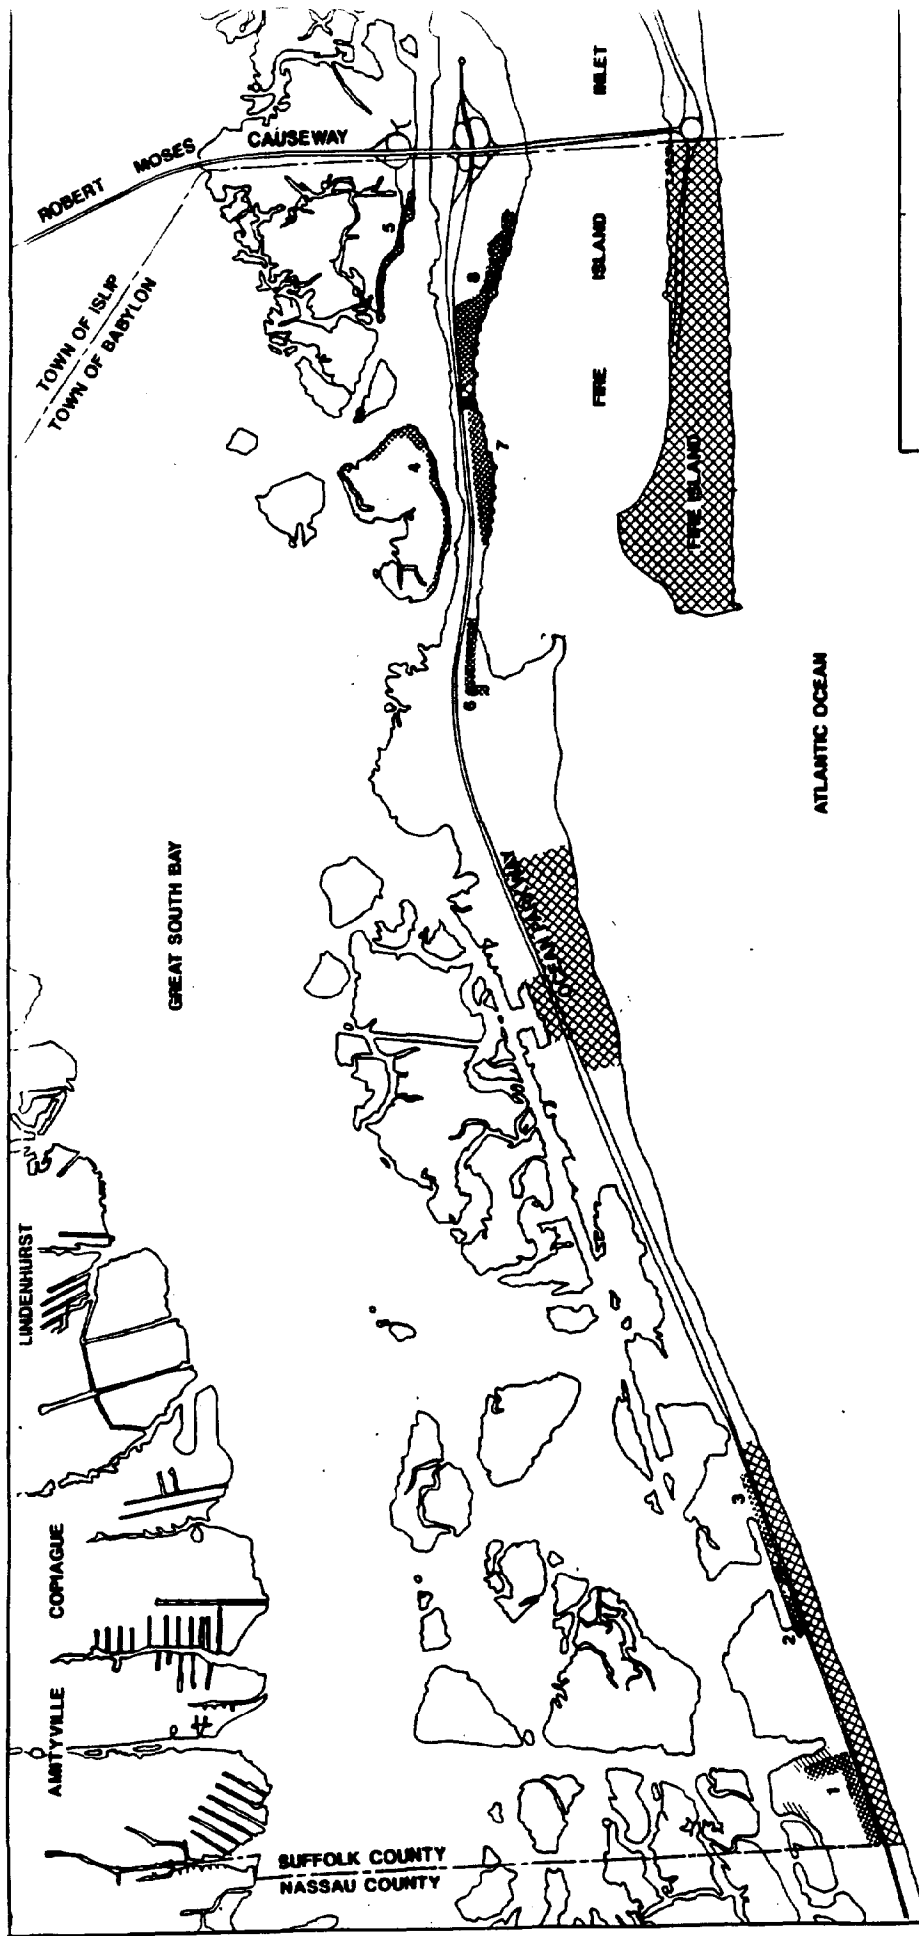 ROBERT MOSES CAUSEWAY
TOWN OF ISLIP
TOWN OF BABYLON
FIRE ISLAND INLET
5
8
4
7
6
FIRE ISLAND
ATLANTIC OCEAN
GREAT SOUTH BAY
OCEAN PARKWAY
LINDENHURST
COPIAGUE
AMITYVILLE
3
2
1
SUFFOLK COUNTY
NASSAU COUNTY